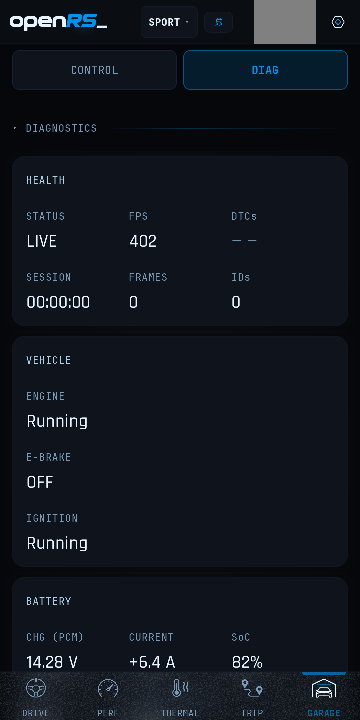 openRS_
SPORT
CONTROL DIAG
DIAGNOSTICS
HEALTH
STATUS FPS DTCs
LIVE 402 — —
SESSION FRAMES IDs
00:00:00 0 0
VEHICLE
ENGINE
Running
E-BRAKE
OFF
IGNITION
Running
BATTERY
CHG (PCM) CURRENT SoC
14.28 V +6.4 A 82%
DRIVE PERF THERMAL TRIP GARAGE